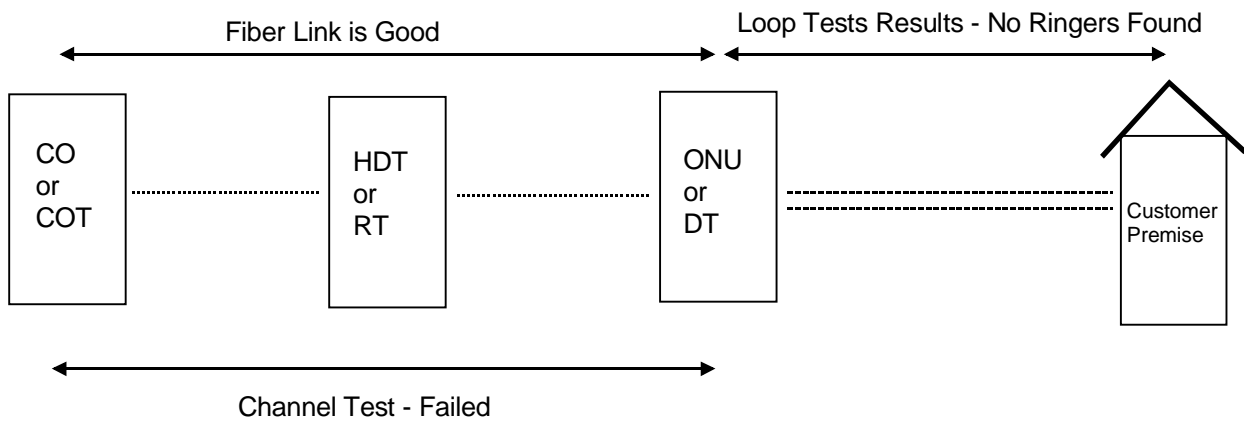 Fiber Link is Good
Loop Tests Results - No Ringers Found
CO
or
COT
HDT
or
RT
ONU
or
DT
Customer
Premise
Channel Test - Failed